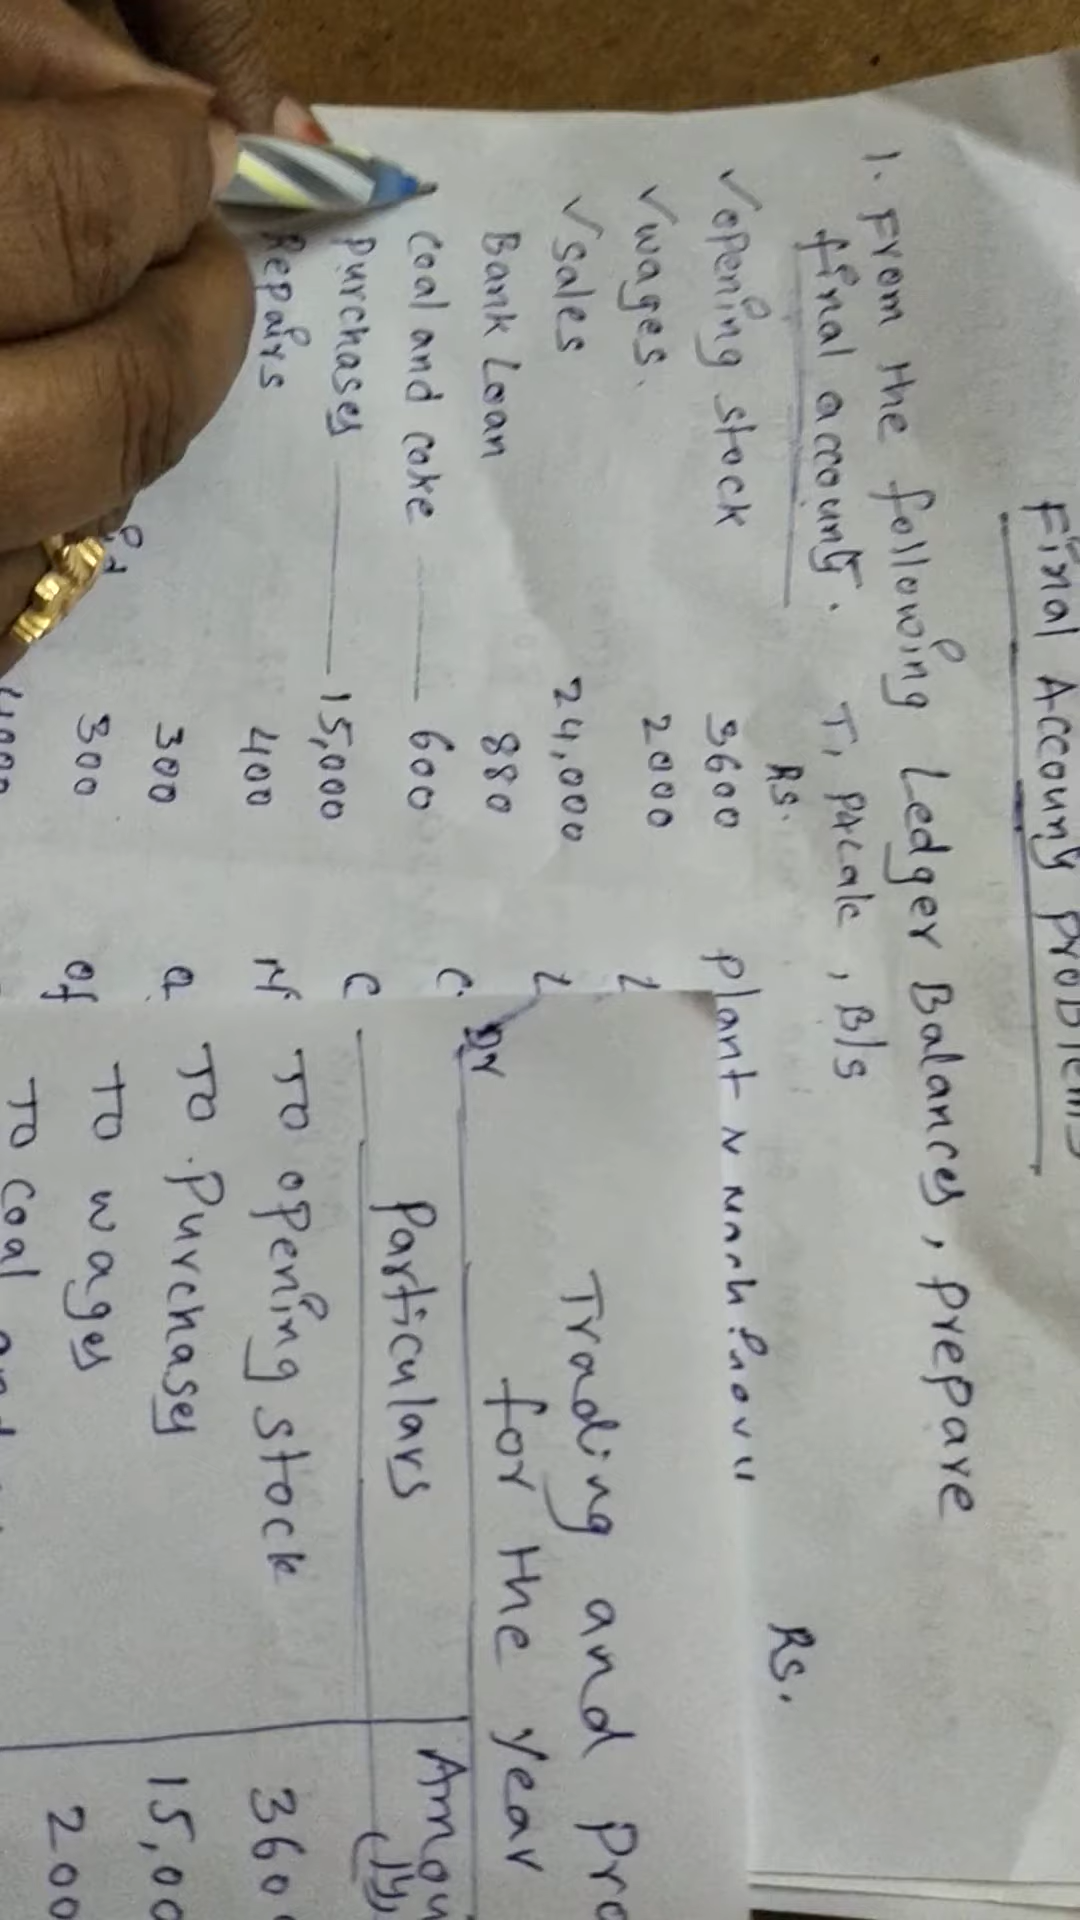 Final Accounts Problems
1. From the following Ledger Balances, prepare
final accounts. T, P&L a/c, B/s
Rs.
Rs.
✓opening stock 3600
Plant
✓wages. 2000
✓sales 24,000
Bank Loan 880
Coal and coke 600
Purchases 15,000
Repairs 400
300
300
Trading and Pro
for the year
Dr
Particulars Amou
To opening stock 360
To Purchases 15,00
To wages 200
To coal